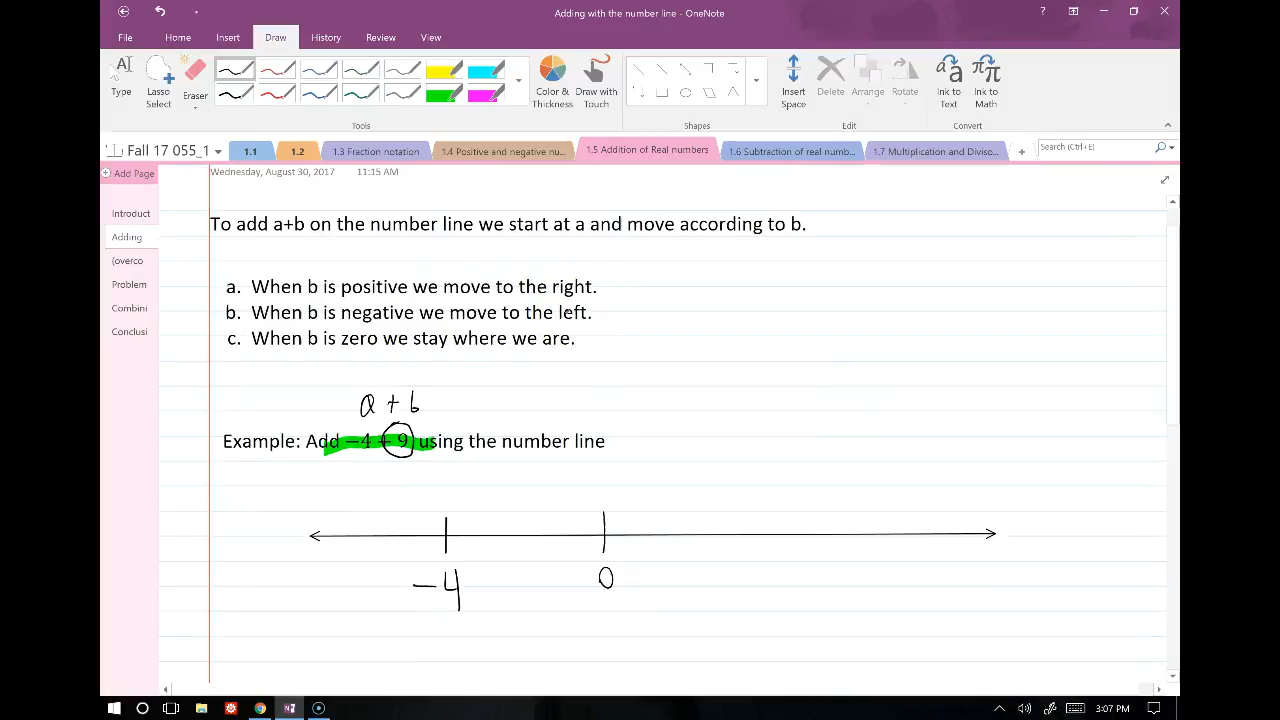 Adding with the number line - OneNote
?
File Home Insert Draw History Review View
Type
Lasso Select
Eraser
Color & Thickness
Draw with Touch
Insert Space
Delete
Arrange
Rotate
Ink to Text
Ink to Math
Tools Shapes Edit Convert
Fall 17 055_1 1.1 1.2 1.3 Fraction notation 1.4 Positive and negative nu... 1.5 Addition of Real numbers 1.6 Subtraction of real numb... 1.7 Multiplication and Diviso... Search (Ctrl+E)
Add Page
Wednesday, August 30, 2017 11:15 AM
Introduct
Adding
(overco
Problem
Combini
Conclusi
To add a+b on the number line we start at a and move according to b.
a. When b is positive we move to the right.
b. When b is negative we move to the left.
c. When b is zero we stay where we are.
a + b
Example: Add −4 + 9 using the number line
−4 0
3:07 PM